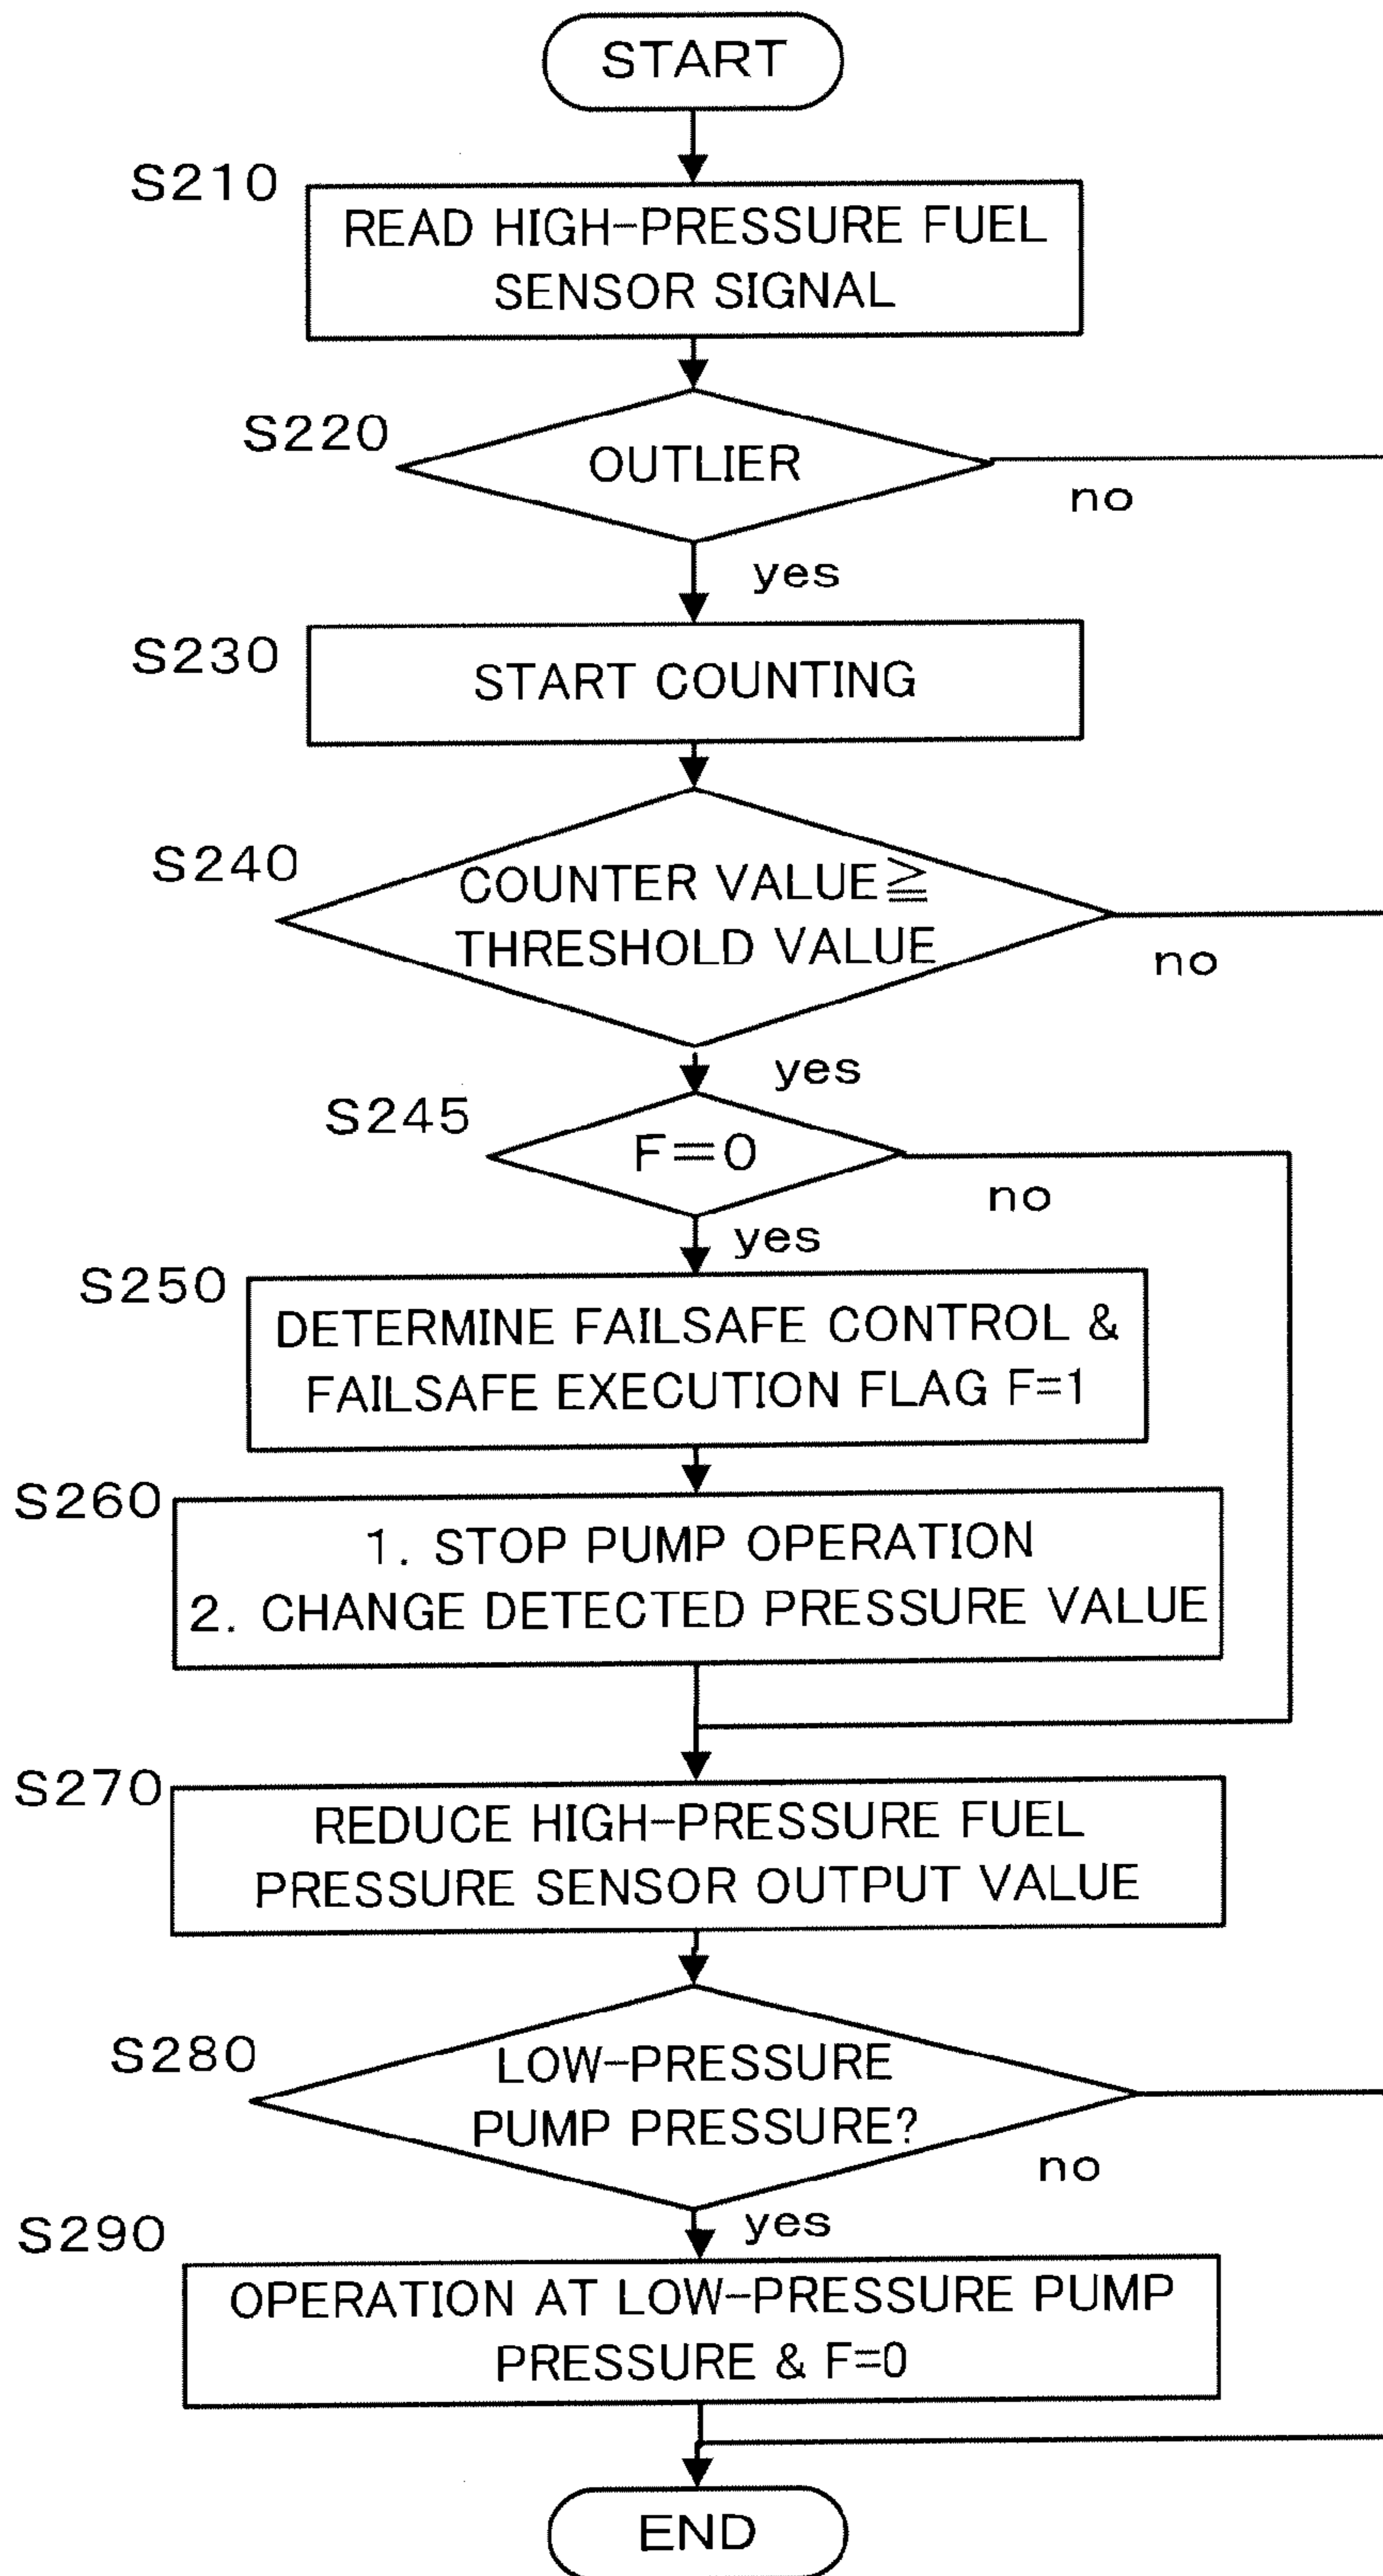 START
S210
READ HIGH-PRESSURE FUEL
SENSOR SIGNAL
S220
OUTLIER
no
yes
S230
START COUNTING
S240
COUNTER VALUE≧
THRESHOLD VALUE
no
yes
S245
F=0
no
yes
S250
DETERMINE FAILSAFE CONTROL &
FAILSAFE EXECUTION FLAG F=1
S260
1. STOP PUMP OPERATION
2. CHANGE DETECTED PRESSURE VALUE
S270
REDUCE HIGH-PRESSURE FUEL
PRESSURE SENSOR OUTPUT VALUE
S280
LOW-PRESSURE
PUMP PRESSURE?
no
yes
S290
OPERATION AT LOW-PRESSURE PUMP
PRESSURE & F=0
END